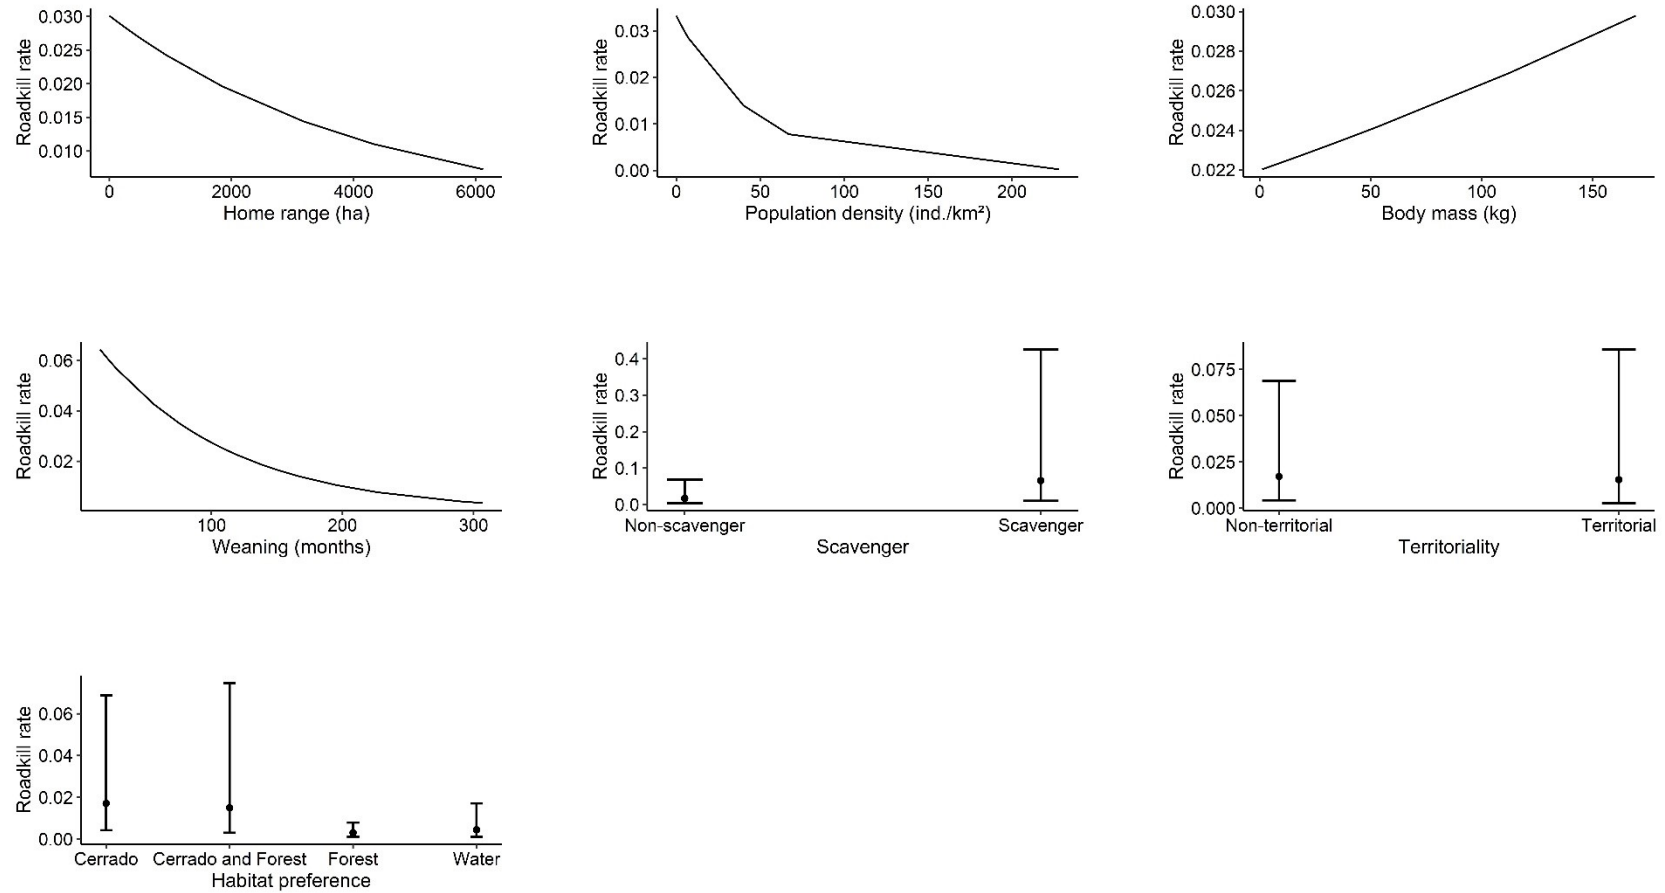 Roadkill rate
0.030
0.025
0.020
0.015
0.010
0 2000 4000 6000
Home range (ha)
Roadkill rate
0.03
0.02
0.01
0.00
0 50 100 150 200
Population density (ind./km²)
Roadkill rate
0.030
0.028
0.026
0.024
0.022
0 50 100 150
Body mass (kg)
Roadkill rate
0.06
0.04
0.02
100 200 300
Weaning (months)
Roadkill rate
0.4
0.3
0.2
0.1
0.0
Non-scavenger Scavenger
Scavenger
Roadkill rate
0.075
0.050
0.025
0.000
Non-territorial Territorial
Territoriality
Roadkill rate
0.06
0.04
0.02
0.00
Cerrado Cerrado and Forest Forest Water
Habitat preference